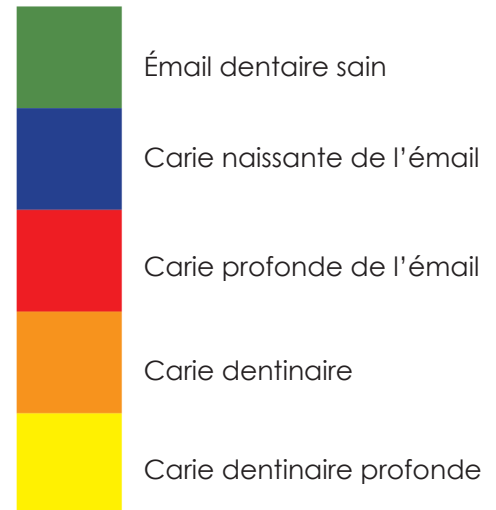 Émail dentaire sain
Carie naissante de l’émail
Carie profonde de l’émail
Carie dentinaire
Carie dentinaire profonde